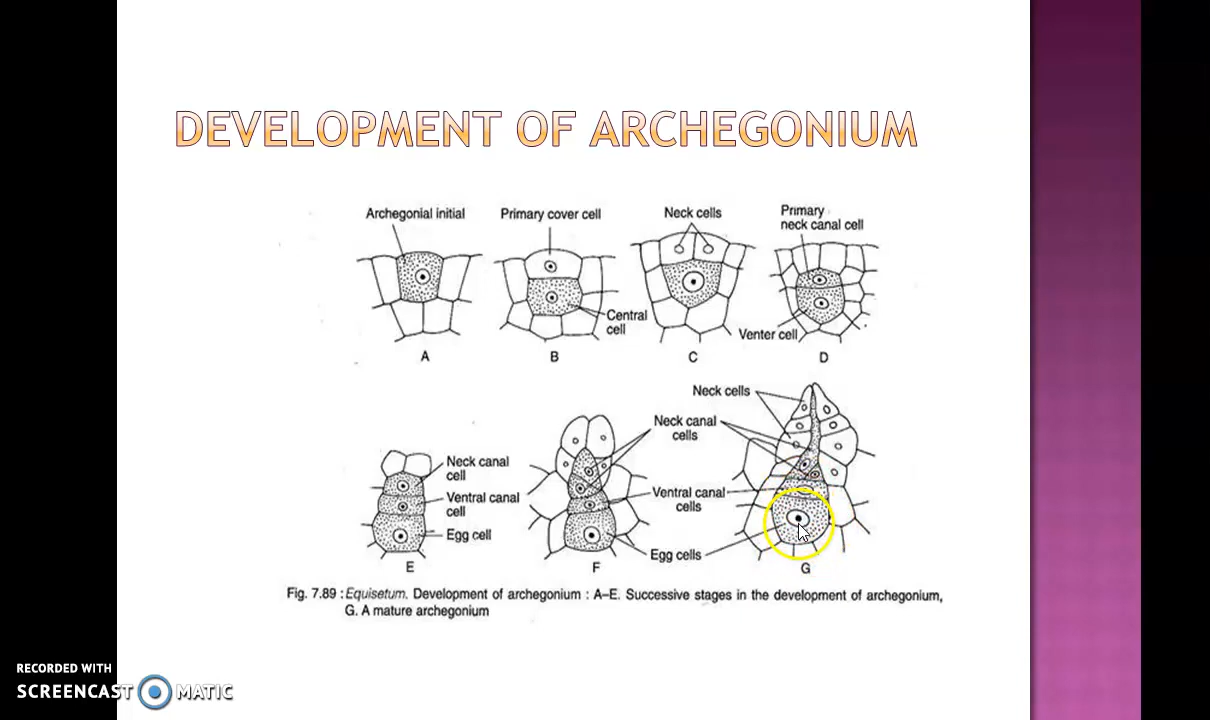 DEVELOPMENT OF ARCHEGONIUM
Archegonial initial
Primary cover cell
Neck cells
Primary
neck canal cell
Central
cell
Venter cell
A
B
C
D
Neck cells
Neck canal
cells
Neck canal
cell
Ventral canal
cell
Ventral canal
cells
Egg cell
Egg cells
E
F
G
Fig. 7.89 : Equisetum. Development of archegonium : A–E. Successive stages in the development of archegonium,
G. A mature archegonium
RECORDED WITH
SCREENCAST MATIC